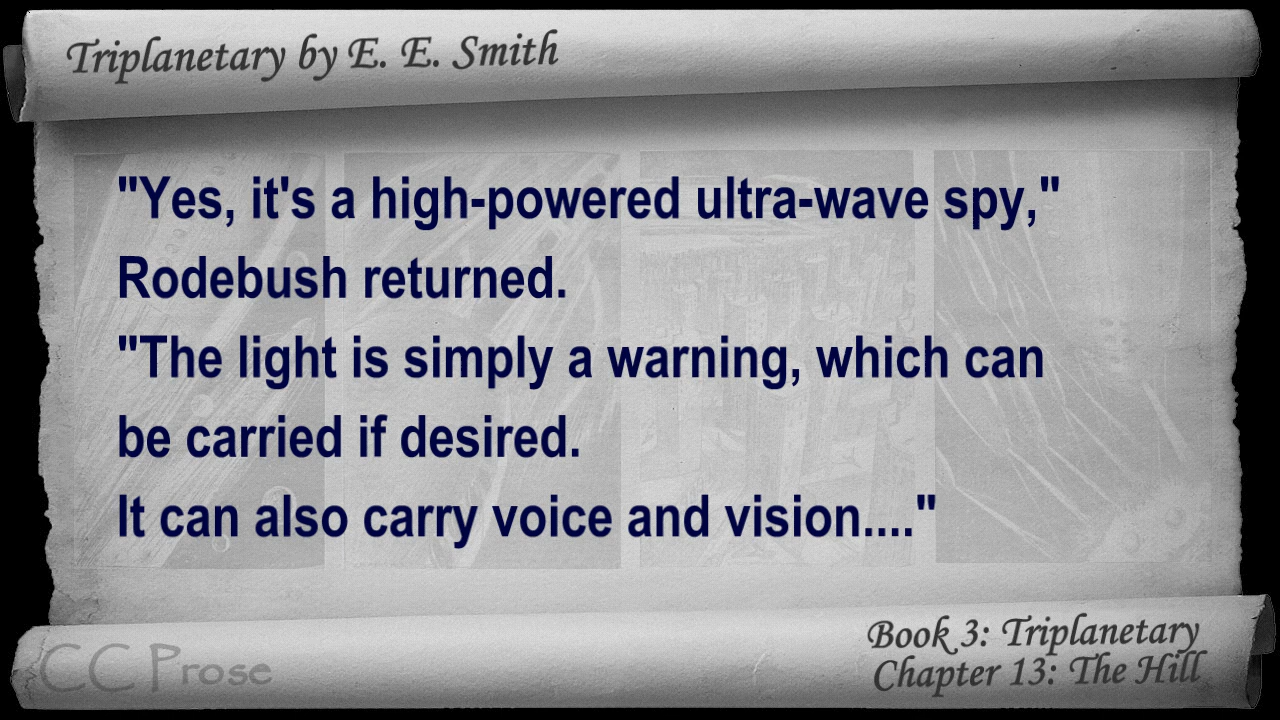 Triplanetary by E. E. Smith
"Yes, it's a high-powered ultra-wave spy,"
Rodebush returned.
"The light is simply a warning, which can
be carried if desired.
It can also carry voice and vision...."
Book 3: Triplanetary
Chapter 13: The Hill
CC Prose